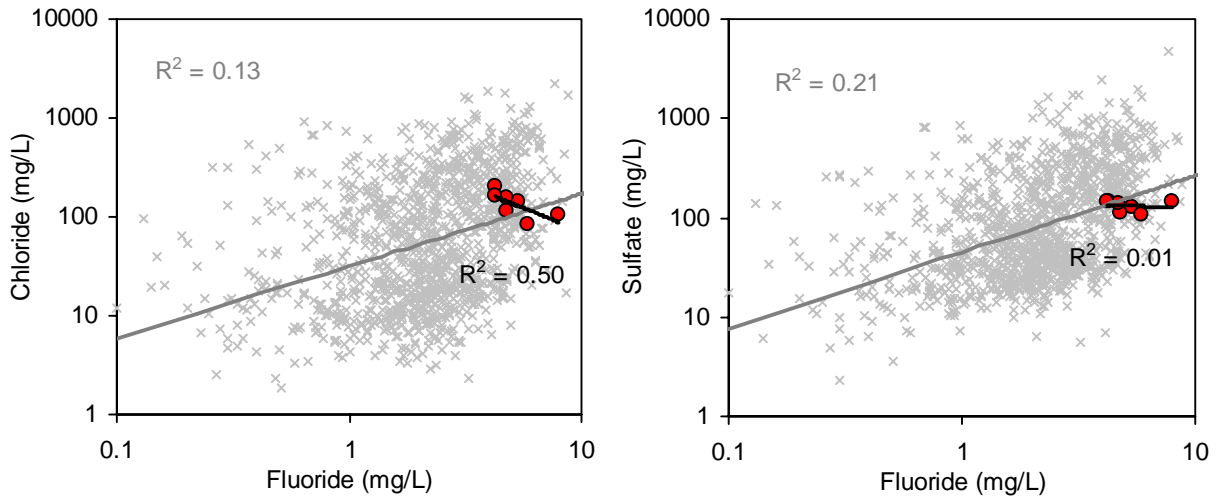 10000
1000
100
10
1
Chloride (mg/L)
R² = 0.13
R² = 0.50
0.1
1
10
Fluoride (mg/L)
10000
1000
100
10
1
Sulfate (mg/L)
R² = 0.21
R² = 0.01
0.1
1
10
Fluoride (mg/L)